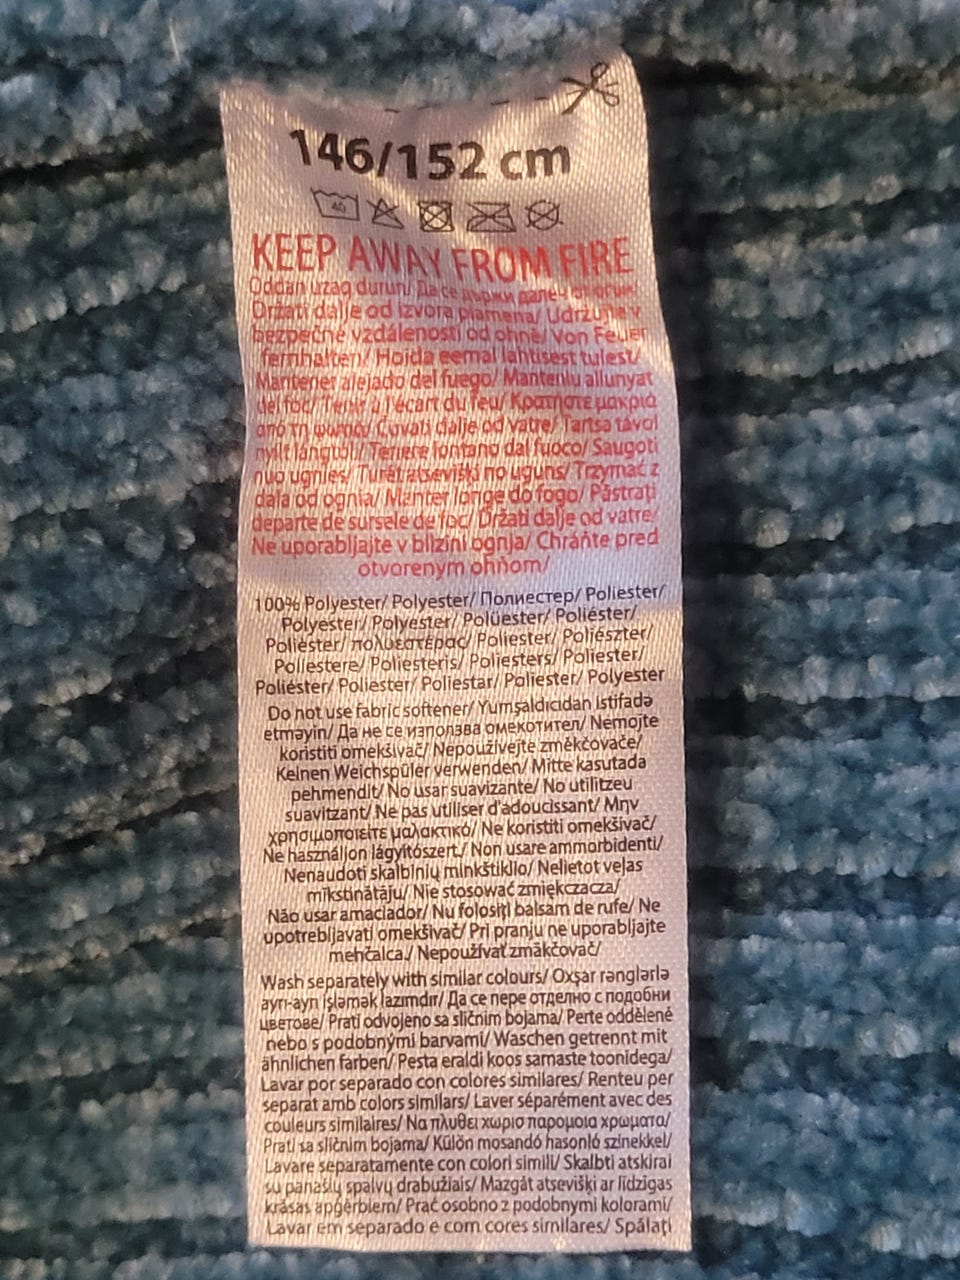 146/152 cm
40
KEEP AWAY FROM FIRE
Oddan uzaq durun/ Да се държи далеч от огън/
Držati dalje od izvora plamena/ Udržujte v
bezpečné vzdálenosti od ohně/ Von Feuer
fernhalten/ Hoida eemal lahtisest tulest/
Mantener alejado del fuego/ Manteniu allunyat
del foc/ Tenir à l'écart du feu/ Κρατήστε μακριά
από τη φωτιά/ Čuvati dalje od vatre/ Tartsa távol
nyílt lángtól/ Tenere lontano dal fuoco/ Saugoti
nuo ugnies/ Turēt atsevišķi no uguns/ Trzymać z
dala od ognia/ Manter longe do fogo/ Păstrați
departe de sursele de foc/ Držati dalje od vatre/
Ne uporabljajte v bližini ognja/ Chráňte pred
otvoreným ohňom/
100% Polyester/ Polyester/ Полиестер/ Poliester/
Polyester/ Polyester/ Polüester/ Poliéster/
Polièster/ πολυεστέρας/ Poliester/ Poliészter/
Poliestere/ Poliesteris/ Poliesters/ Poliester/
Poliéster/ Poliester/ Poliestar/ Poliester/ Polyester
Do not use fabric softener/ Yumşaldıcıdan istifadə
etməyin/ Да не се използва омекотител/ Nemojte
koristiti omekšivač/ Nepoužívejte změkčovače/
Keinen Weichspüler verwenden/ Mitte kasutada
pehmendit/ No usar suavizante/ No utilitzeu
suavitzant/ Ne pas utiliser d'adoucissant/ Μην
χρησιμοποιείτε μαλακτικό/ Ne koristiti omekšivač/
Ne használjon lágyítószert/ Non usare ammorbidenti/
Nenaudoti skalbinių minkštiklio/ Nelietot veļas
mīkstinātāju/ Nie stosować zmiękczacza/
Não usar amaciador/ Nu folosiți balsam de rufe/ Ne
upotrebljavati omekšivač/ Pri pranju ne uporabljajte
mehčalca/ Nepoužívať zmäkčovač/
Wash separately with similar colours/ Oxşar rənglərlə
ayrı-ayrı işləmək lazımdır/ Да се пере отделно с подобни
цветове/ Prati odvojeno sa sličnim bojama/ Perte odděleně
nebo s podobnými barvami/ Waschen getrennt mit
ähnlichen farben/ Pesta eraldi koos samaste toonidega/
Lavar por separado con colores similares/ Renteu per
separat amb colors similars/ Laver séparément avec des
couleurs similaires/ Να πλυθεί χωριστά παρόμοια χρώματα/
Prati sa sličnim bojama/ Külön mosandó hasonló színekkel/
Lavare separatamente con colori simili/ Skalbti atskirai
su panašių spalvų drabužiais/ Mazgāt atsevišķi ar līdzīgas
krāsas apģērbiem/ Prać osobno z podobnymi kolorami/
Lavar em separado e com cores similares/ Spălați